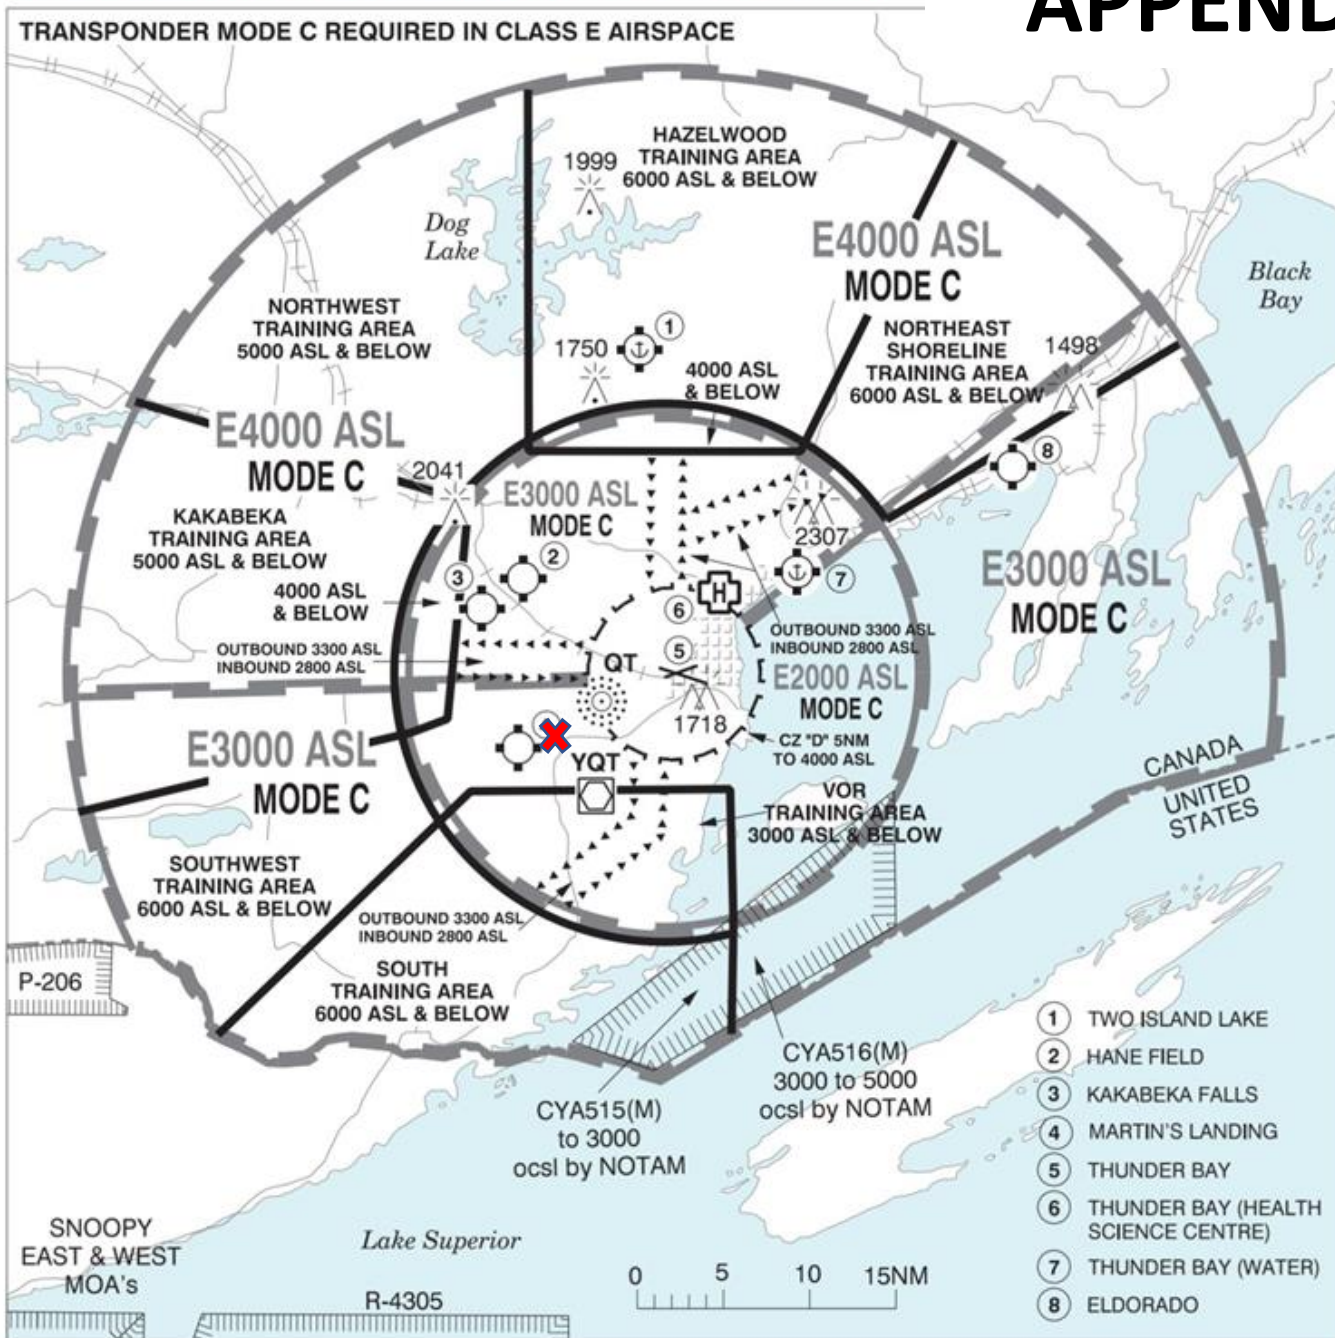 APPEND
TRANSPONDER MODE C REQUIRED IN CLASS E AIRSPACE
HAZELWOOD
TRAINING AREA
6000 ASL & BELOW
1999
Dog
Lake
E4000 ASL
MODE C
Black
Bay
NORTHWEST
TRAINING AREA
5000 ASL & BELOW
1
1750
4000 ASL
& BELOW
NORTHEAST
SHORELINE
TRAINING AREA
6000 ASL & BELOW
1498
E4000 ASL
MODE C
2041
8
E3000 ASL
MODE C
KAKABEKA
TRAINING AREA
5000 ASL & BELOW
2307
2
3
7
E3000 ASL
MODE C
4000 ASL
& BELOW
6
OUTBOUND 3300 ASL
INBOUND 2800 ASL
OUTBOUND 3300 ASL
INBOUND 2800 ASL
QT
5
E2000 ASL
MODE C
1718
E3000 ASL
MODE C
CZ "D" 5NM
TO 4000 ASL
YQT
CANADA
UNITED
STATES
VOR
TRAINING AREA
3000 ASL & BELOW
SOUTHWEST
TRAINING AREA
6000 ASL & BELOW
OUTBOUND 3300 ASL
INBOUND 2800 ASL
P-206
SOUTH
TRAINING AREA
6000 ASL & BELOW
CYA516(M)
3000 to 5000
ocsl by NOTAM
CYA515(M)
to 3000
ocsl by NOTAM
1 TWO ISLAND LAKE
2 HANE FIELD
3 KAKABEKA FALLS
4 MARTIN'S LANDING
5 THUNDER BAY
6 THUNDER BAY (HEALTH
SCIENCE CENTRE)
7 THUNDER BAY (WATER)
8 ELDORADO
SNOOPY
EAST & WEST
MOA's
Lake Superior
0 5 10 15NM
R-4305